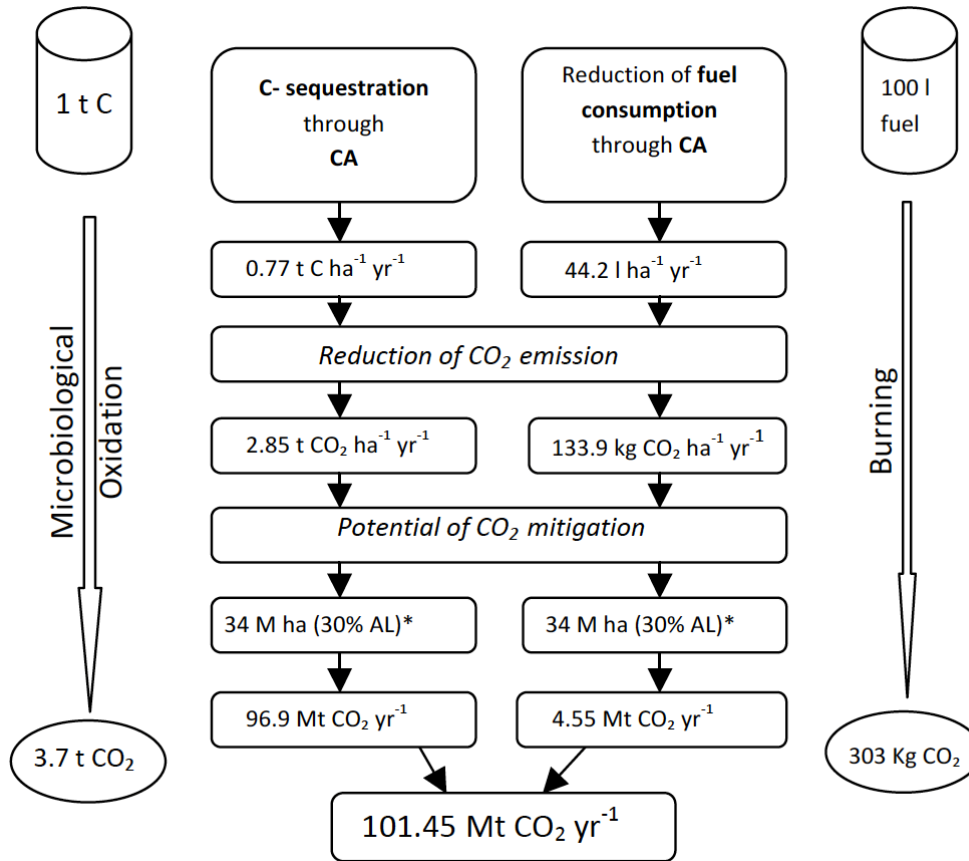 1 t C
C- sequestration
through
CA
Reduction of fuel
consumption
through CA
100 l
fuel
0.77 t C ha⁻¹ yr⁻¹
44.2 l ha⁻¹ yr⁻¹
Reduction of CO₂ emission
Microbiological
Oxidation
Burning
2.85 t CO₂ ha⁻¹ yr⁻¹
133.9 kg CO₂ ha⁻¹ yr⁻¹
Potential of CO₂ mitigation
34 M ha (30% AL)*
34 M ha (30% AL)*
96.9 Mt CO₂ yr⁻¹
4.55 Mt CO₂ yr⁻¹
3.7 t CO₂
303 Kg CO₂
101.45 Mt CO₂ yr⁻¹